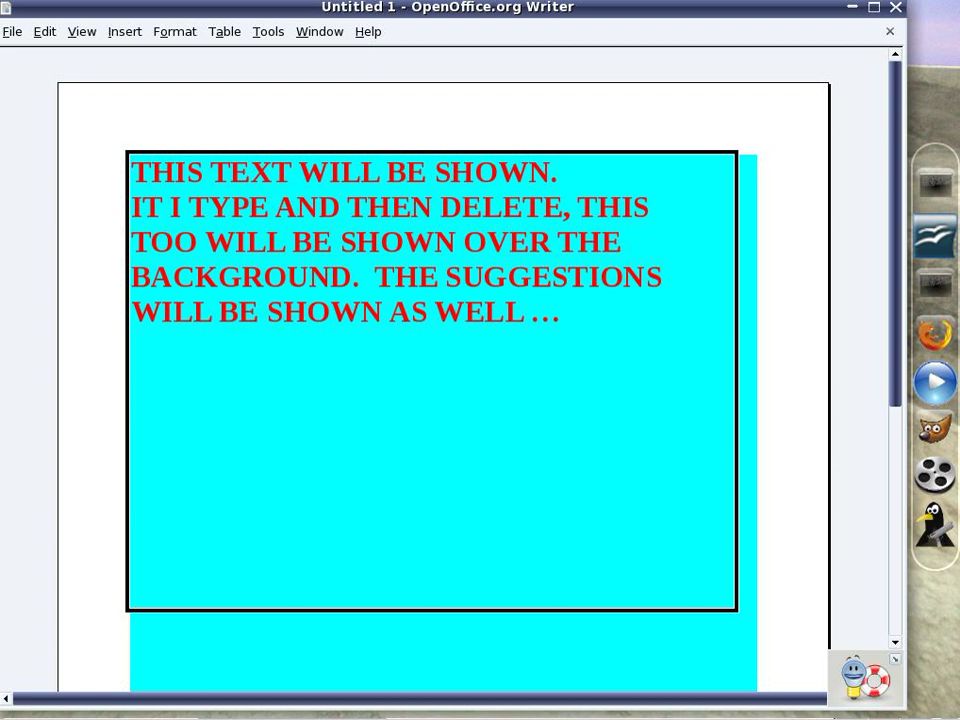 Untitled 1 - OpenOffice.org Writer
File Edit View Insert Format Table Tools Window Help
THIS TEXT WILL BE SHOWN.
IT I TYPE AND THEN DELETE, THIS
TOO WILL BE SHOWN OVER THE
BACKGROUND.  THE SUGGESTIONS
WILL BE SHOWN AS WELL …